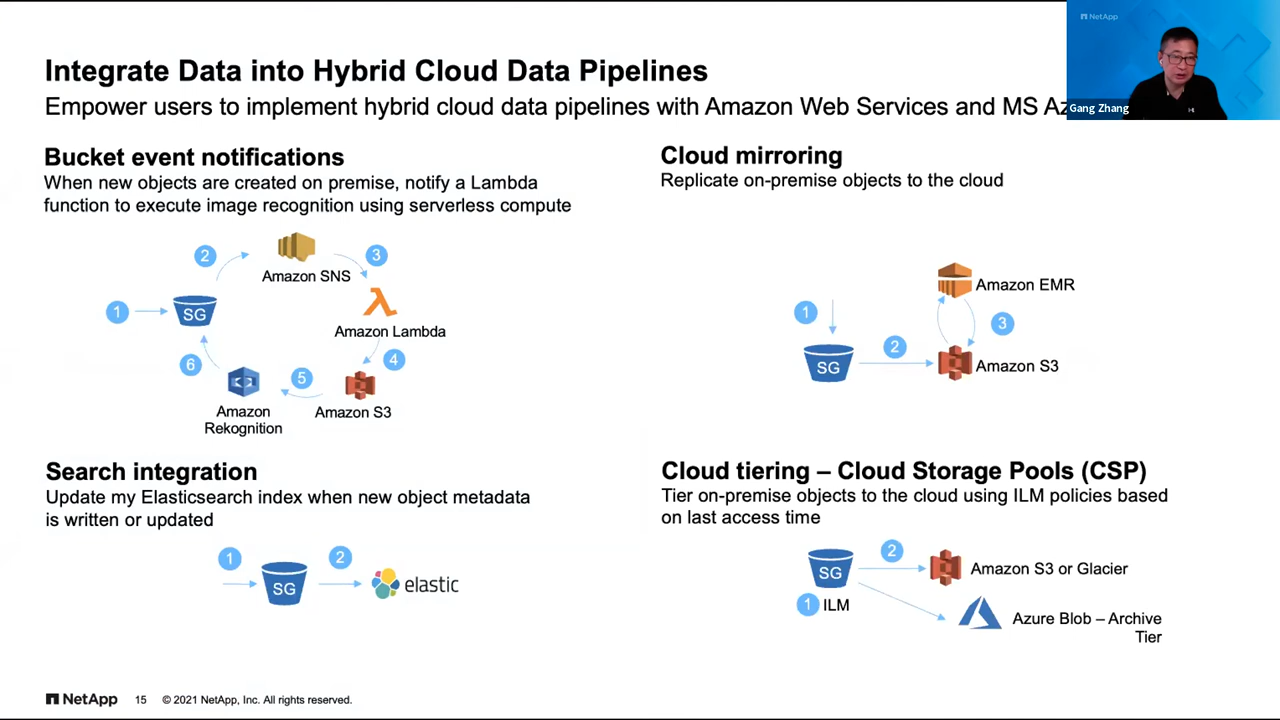 NetApp
Integrate Data into Hybrid Cloud Data Pipelines
Empower users to implement hybrid cloud data pipelines with Amazon Web Services and MS
Gang Zhang
Bucket event notifications
When new objects are created on premise, notify a Lambda
function to execute image recognition using serverless compute
1
SG
2
Amazon SNS
3
Amazon Lambda
4
Amazon S3
5
Amazon
Rekognition
6
Cloud mirroring
Replicate on-premise objects to the cloud
1
SG
2
Amazon EMR
3
Amazon S3
Search integration
Update my Elasticsearch index when new object metadata
is written or updated
1
SG
2
elastic
Cloud tiering – Cloud Storage Pools (CSP)
Tier on-premise objects to the cloud using ILM policies based
on last access time
SG
1 ILM
2
Amazon S3 or Glacier
Azure Blob – Archive
Tier
NetApp
15
© 2021 NetApp, Inc. All rights reserved.